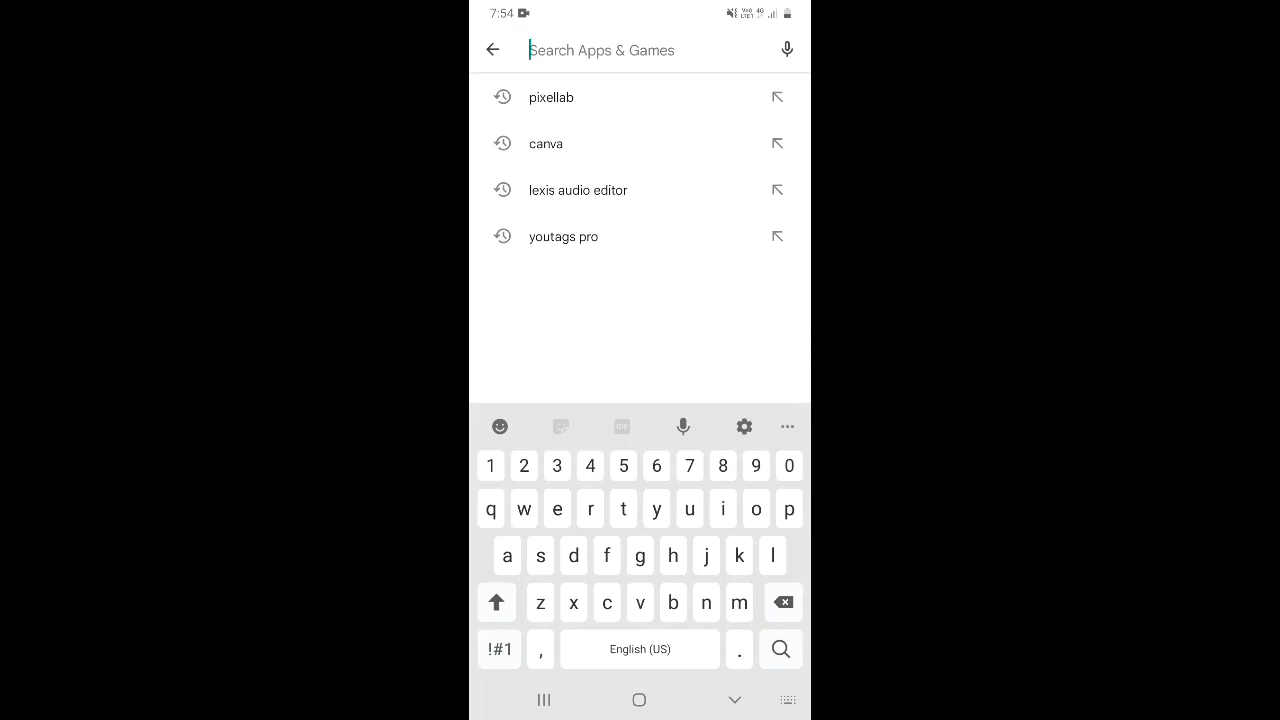 7:54
Search Apps & Games
pixellab
canva
lexis audio editor
youtags pro
GIF
1 2 3 4 5 6 7 8 9 0
q w e r t y u i o p
a s d f g h j k l
z x c v b n m
!#1 , English (US) .